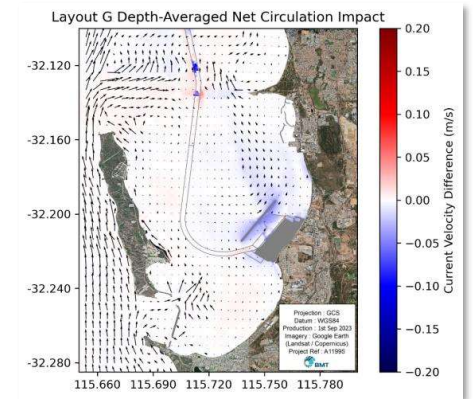 Layout G Depth-Averaged Net Circulation Impact
-32.120
-32.160
-32.200
-32.240
-32.280
115.660 115.690 115.720 115.750 115.780
0.20
0.15
0.10
0.05
0.00
-0.05
-0.10
-0.15
-0.20
Current Velocity Difference (m/s)
Projection : GCS
Datum : WGS84
Production : 1st Sep 2023
Imagery : Google Earth
(Landsat / Copernicus)
Project Ref : A11995
BMT